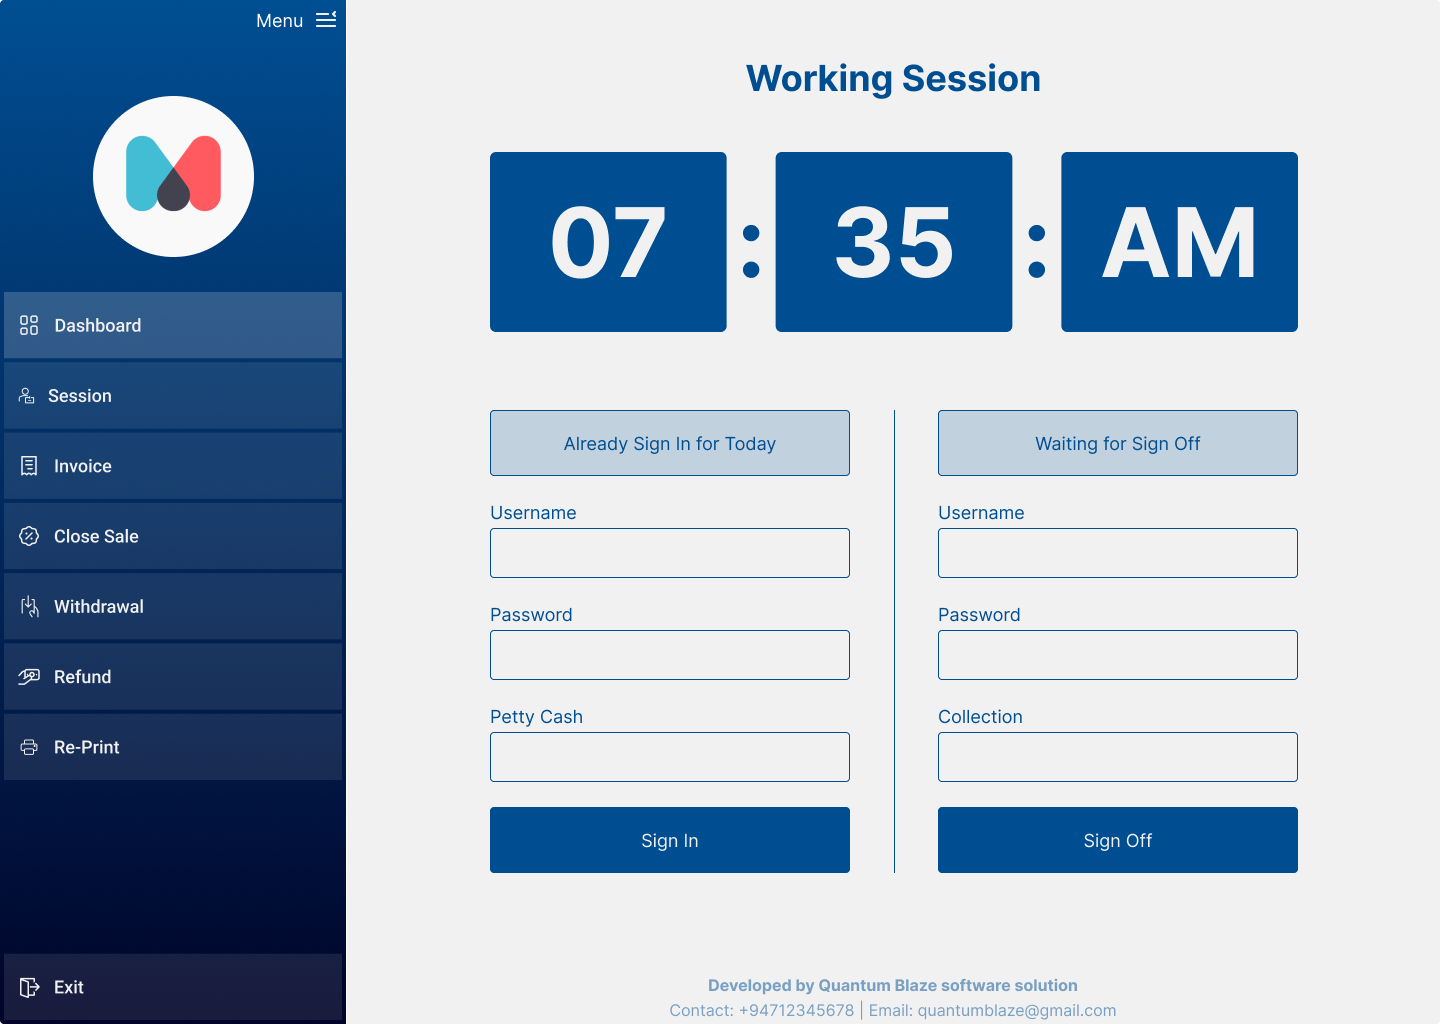 Menu
Dashboard
Session
Invoice
Close Sale
Withdrawal
Refund
Re-Print
Exit
Working Session
07 : 35 : AM
Already Sign In for Today
Username
Password
Petty Cash
Sign In
Waiting for Sign Off
Username
Password
Collection
Sign Off
Developed by Quantum Blaze software solution
Contact: +94712345678 | Email: quantumblaze@gmail.com